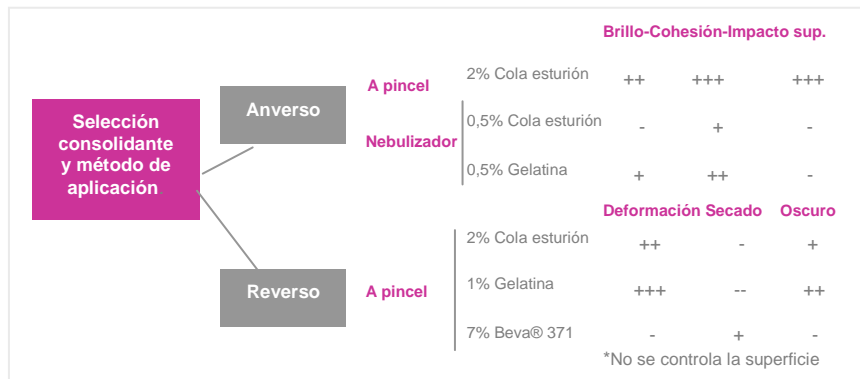 Brillo-Cohesión-Impacto sup.
A pincel 2% Cola esturión ++ +++ +++
Anverso
Selección
consolidante
y método de
aplicación.
Nebulizador
0,5% Cola esturión - + -
0,5% Gelatina + ++ -
Deformación Secado Oscuro
2% Cola esturión ++ - +
Reverso
A pincel
1% Gelatina +++ -- ++
7% Beva® 371 - + -
*No se controla la superficie